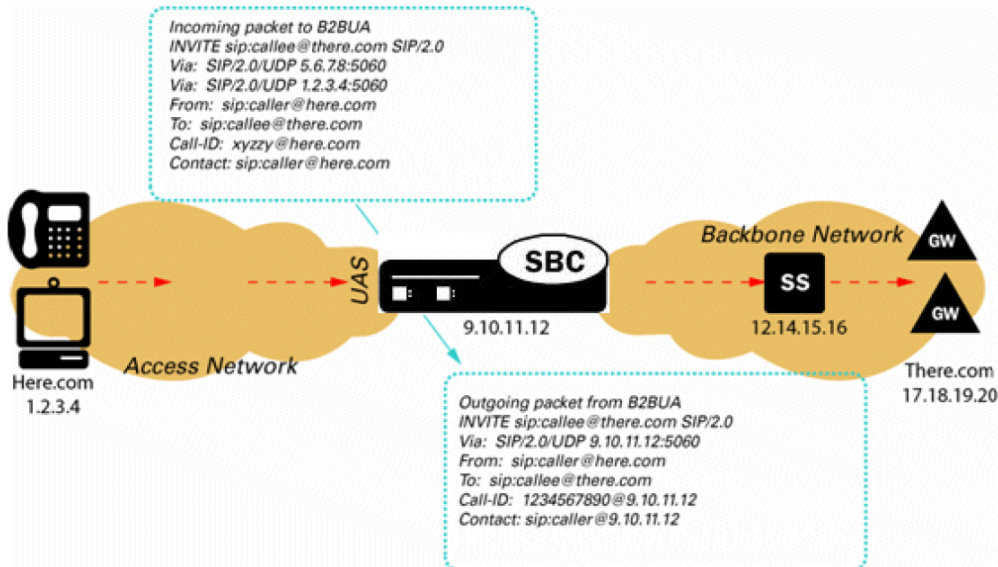 Incoming packet to B2BUA
INVITE sip:callee@there.com SIP/2.0
Via: SIP/2.0/UDP 5.6.7.8:5060
Via: SIP/2.0/UDP 1.2.3.4:5060
From: sip:caller@here.com
To: sip:callee@there.com
Call-ID: xyzzy@here.com
Contact: sip:caller@here.com
Backbone Network
GW
UAS
SBC
SS
GW
9.10.11.12
12.14.15.16
Access Network
Here.com
1.2.3.4
There.com
17.18.19.20
Outgoing packet from B2BUA
INVITE sip:callee@there.com SIP/2.0
Via: SIP/2.0/UDP 9.10.11.12:5060
From: sip:caller@here.com
To: sip:callee@there.com
Call-ID: 1234567890@9.10.11.12
Contact: sip:caller@9.10.11.12